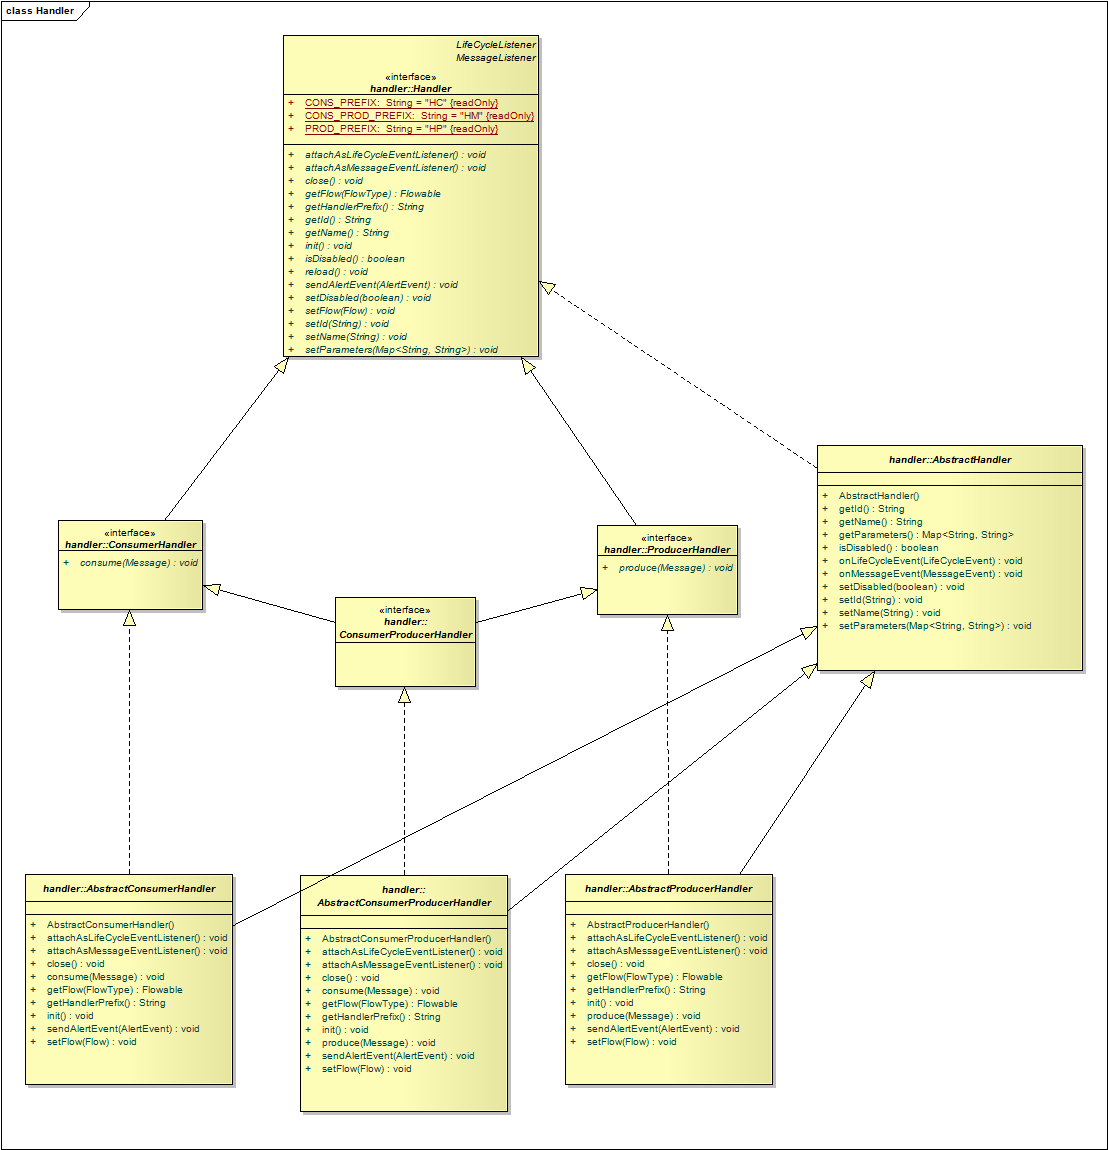 class Handler
LifeCycleListener
MessageListener
«interface»
handler::Handler
+ CONS_PREFIX: String = "HC" {readOnly}
+ CONS_PROD_PREFIX: String = "HM" {readOnly}
+ PROD_PREFIX: String = "HP" {readOnly}
+ attachAsLifeCycleEventListener() : void
+ attachAsMessageEventListener() : void
+ close() : void
+ getFlow(FlowType) : Flowable
+ getHandlerPrefix() : String
+ getId() : String
+ getName() : String
+ init() : void
+ isDisabled() : boolean
+ reload() : void
+ sendAlertEvent(AlertEvent) : void
+ setDisabled(boolean) : void
+ setFlow(Flow) : void
+ setId(String) : void
+ setName(String) : void
+ setParameters(Map<String, String>) : void
handler::AbstractHandler
+ AbstractHandler()
+ getId() : String
+ getName() : String
+ getParameters() : Map<String, String>
+ isDisabled() : boolean
+ onLifeCycleEvent(LifeCycleEvent) : void
+ onMessageEvent(MessageEvent) : void
+ setDisabled(boolean) : void
+ setId(String) : void
+ setName(String) : void
+ setParameters(Map<String, String>) : void
«interface»
handler::ConsumerHandler
+ consume(Message) : void
«interface»
handler::ProducerHandler
+ produce(Message) : void
«interface»
handler::
ConsumerProducerHandler
handler::AbstractConsumerHandler
+ AbstractConsumerHandler()
+ attachAsLifeCycleEventListener() : void
+ attachAsMessageEventListener() : void
+ close() : void
+ consume(Message) : void
+ getFlow(FlowType) : Flowable
+ getHandlerPrefix() : String
+ init() : void
+ sendAlertEvent(AlertEvent) : void
+ setFlow(Flow) : void
handler::
AbstractConsumerProducerHandler
+ AbstractConsumerProducerHandler()
+ attachAsLifeCycleEventListener() : void
+ attachAsMessageEventListener() : void
+ close() : void
+ consume(Message) : void
+ getFlow(FlowType) : Flowable
+ getHandlerPrefix() : String
+ init() : void
+ produce(Message) : void
+ sendAlertEvent(AlertEvent) : void
+ setFlow(Flow) : void
handler::AbstractProducerHandler
+ AbstractProducerHandler()
+ attachAsLifeCycleEventListener() : void
+ attachAsMessageEventListener() : void
+ close() : void
+ getFlow(FlowType) : Flowable
+ getHandlerPrefix() : String
+ init() : void
+ produce(Message) : void
+ sendAlertEvent(AlertEvent) : void
+ setFlow(Flow) : void